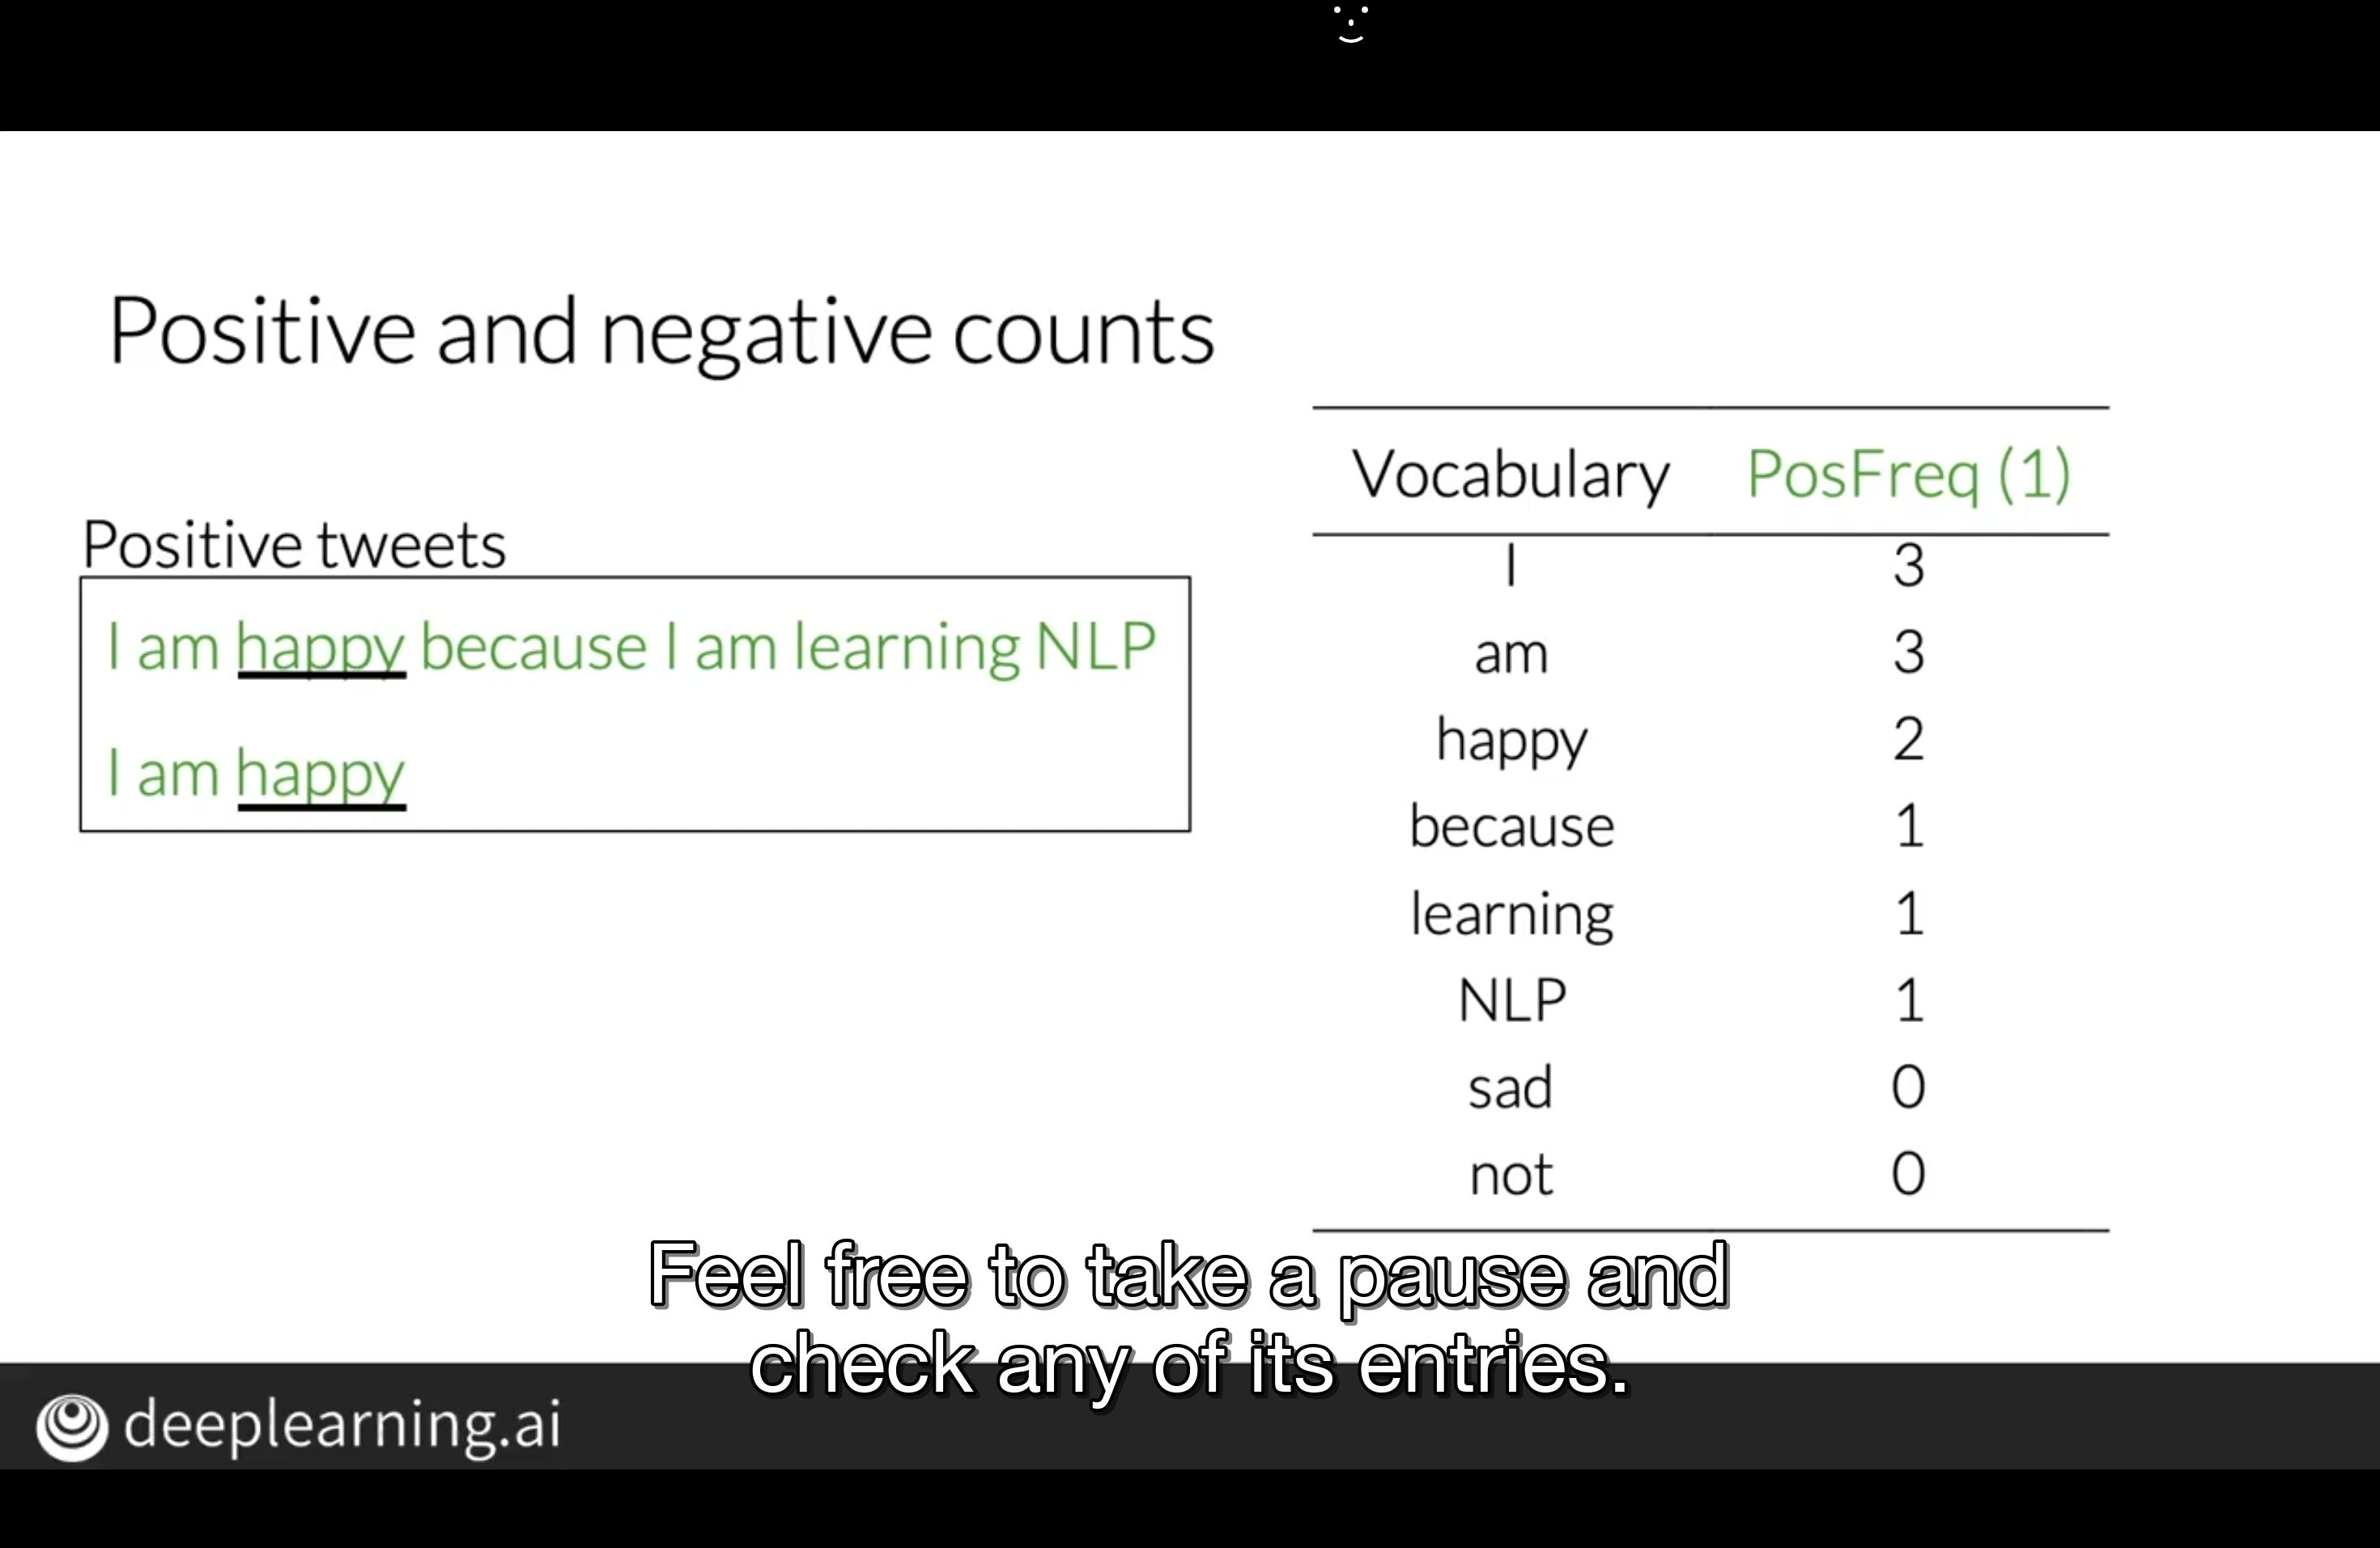 Positive and negative counts
Positive tweets
I am happy because I am learning NLP
I am happy
Vocabulary PosFreq (1)
I 3
am 3
happy 2
because 1
learning 1
NLP 1
sad 0
not 0
Feel free to take a pause and
check any of its entries.
deeplearning.ai